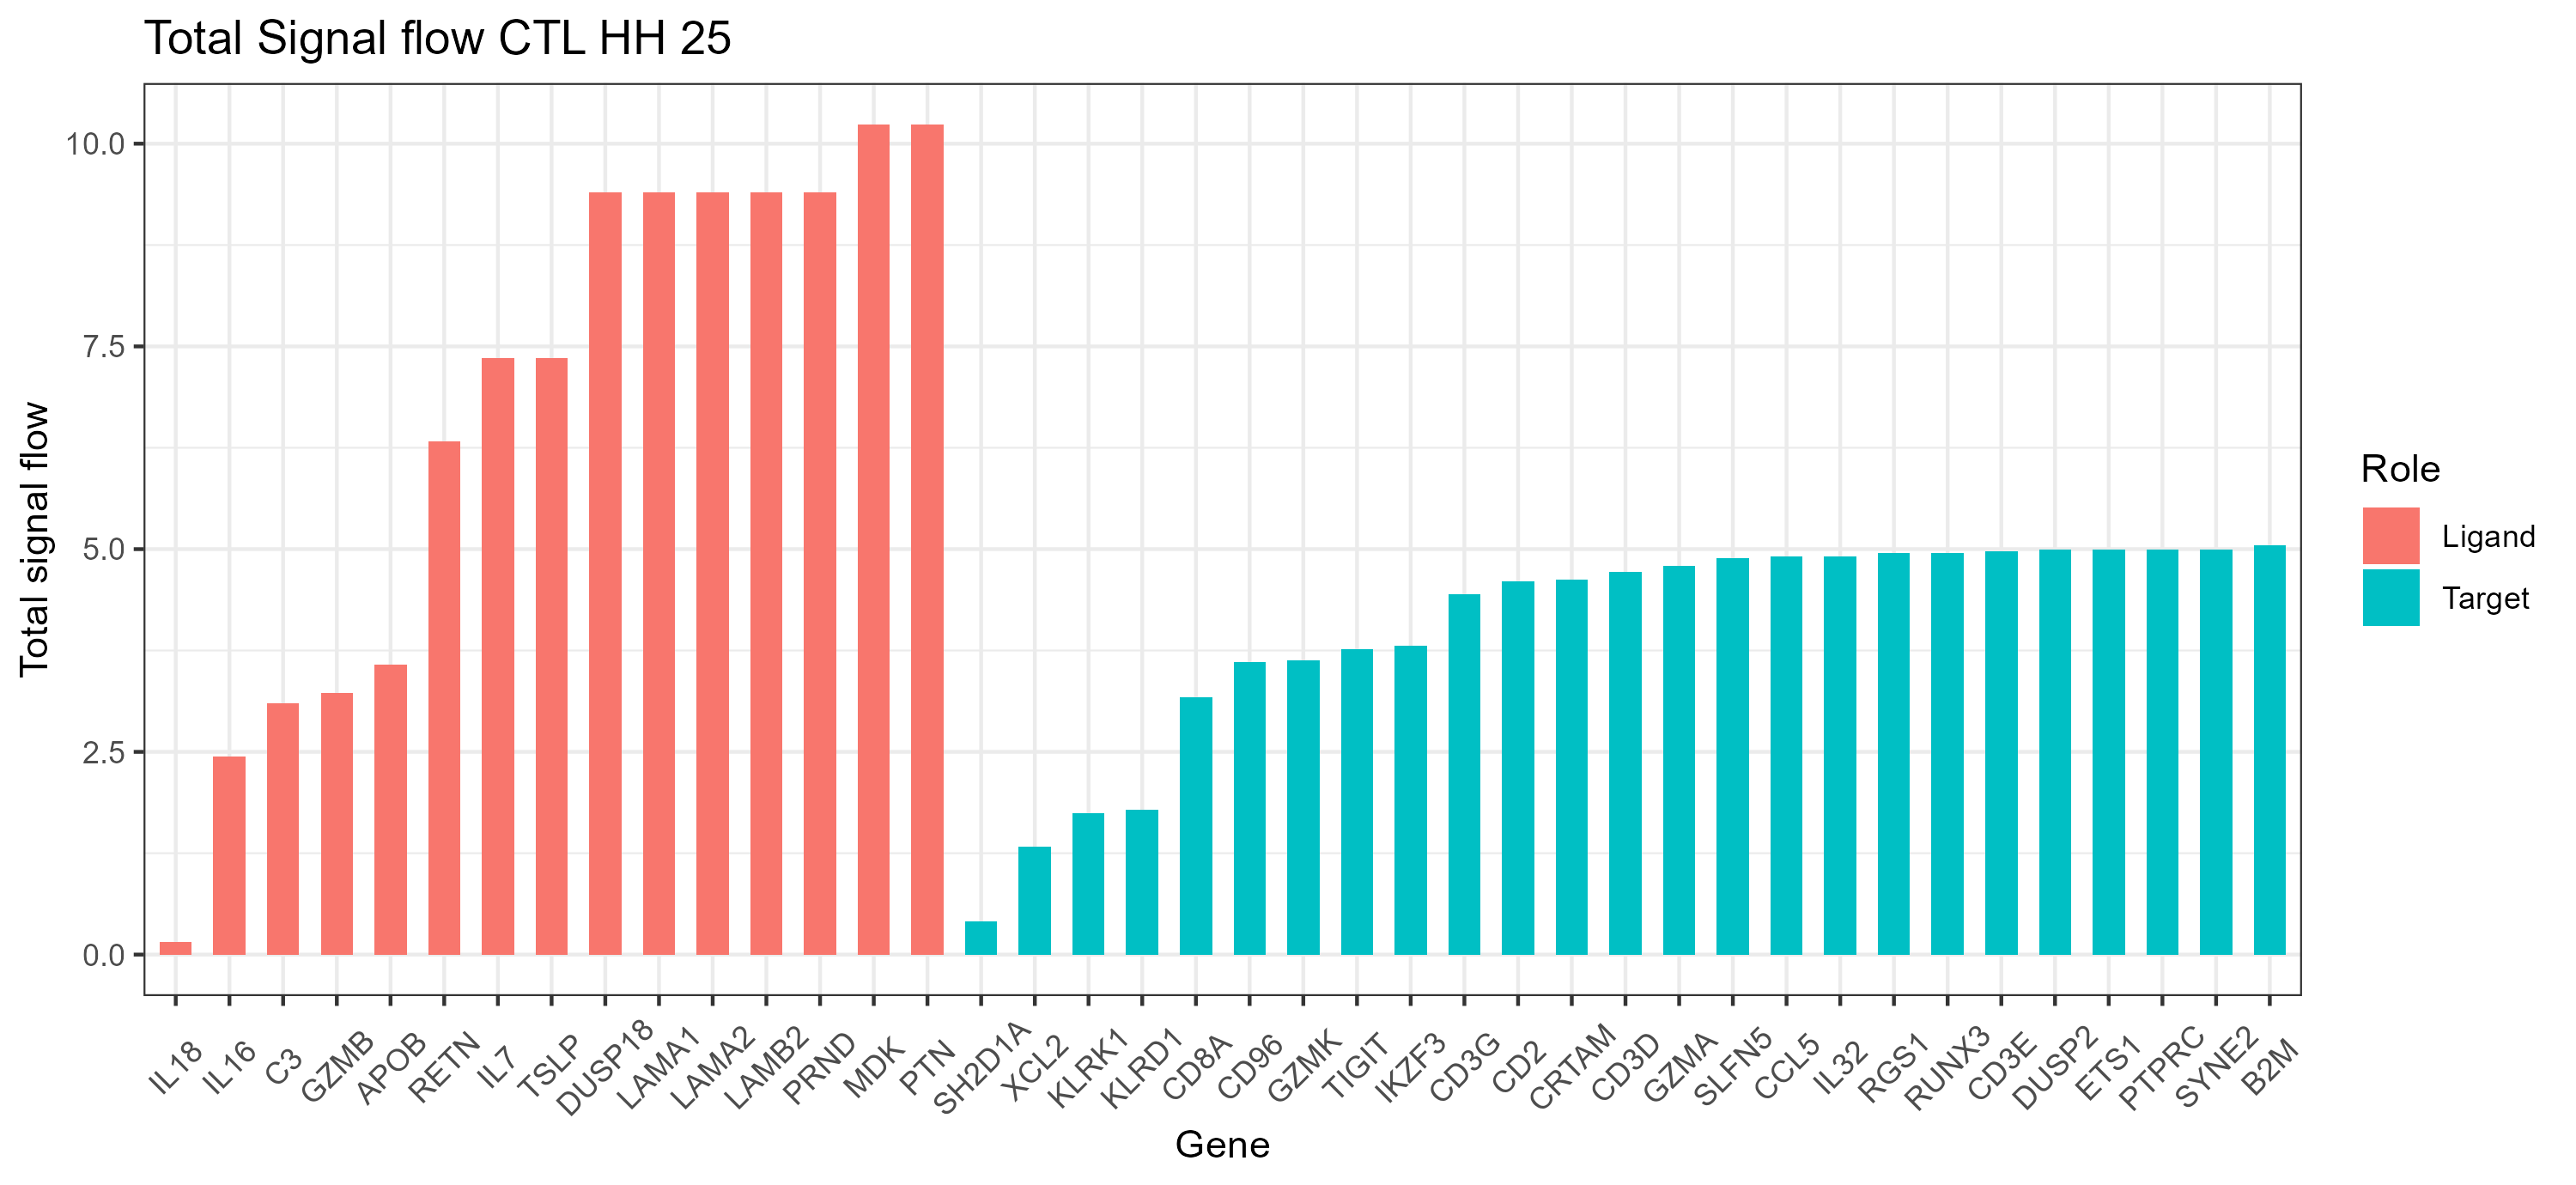 Total Signal flow CTL HH 25
Total signal flow
10.0
7.5
5.0
2.5
0.0
IL18
IL16
C3
GZMB
APOB
RETN
IL7
TSLP
DUSP18
LAMA1
LAMA2
LAMB2
PRND
MDK
PTN
SH2D1A
XCL2
KLRK1
KLRD1
CD8A
CD96
GZMK
TIGIT
IKZF3
CD3G
CD2
CRTAM
CD3D
GZMA
SLFN5
CCL5
IL32
RGS1
RUNX3
CD3E
DUSP2
ETS1
PTPRC
SYNE2
B2M
Gene
Role
Ligand
Target